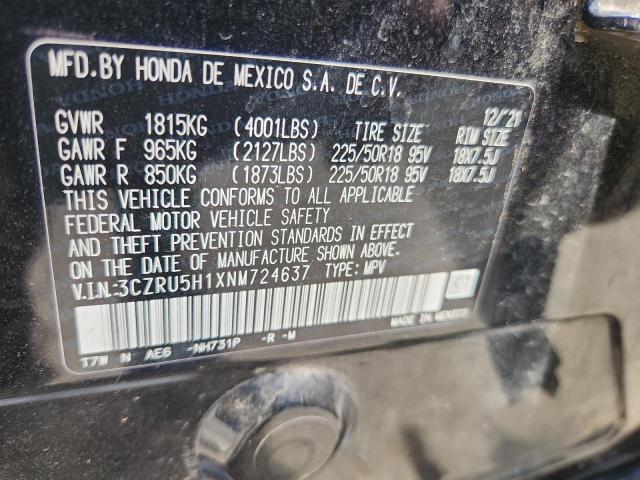 MFD.BY HONDA DE MEXICO S.A. DE C.V.
12/'21
GVWR 1815KG (4001LBS) TIRE SIZE RIM SIZE
GAWR F 965KG (2127LBS) 225/50R18 95V 18X7.5J
GAWR R 850KG (1873LBS) 225/50R18 95V 18X7.5J
THIS VEHICLE CONFORMS TO ALL APPLICABLE
FEDERAL MOTOR VEHICLE SAFETY
AND THEFT PREVENTION STANDARDS IN EFFECT
ON THE DATE OF MANUFACTURE SHOWN ABOVE.
V.I.N.:3CZRU5H1XNM724637 TYPE: MPV
MADE IN MEXICO
T7W N AE6 -NH731P -R -M